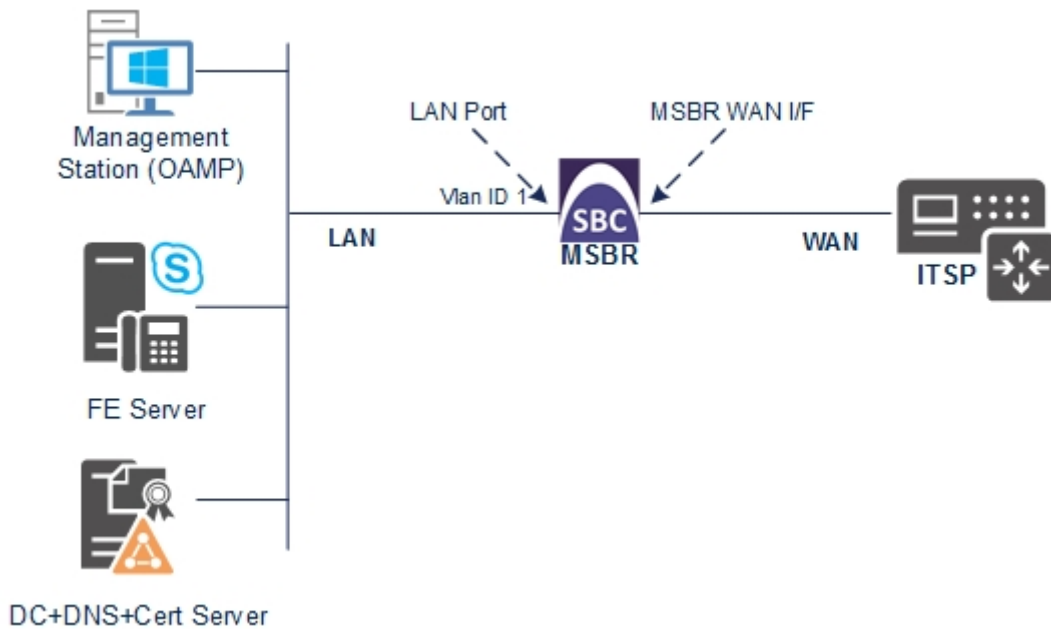 Management
Station (OAMP)
LAN Port
MSBR WAN I/F
Vlan ID 1
LAN
SBC
MSBR
WAN
ITSP
S
FE Server
DC+DNS+Cert Server